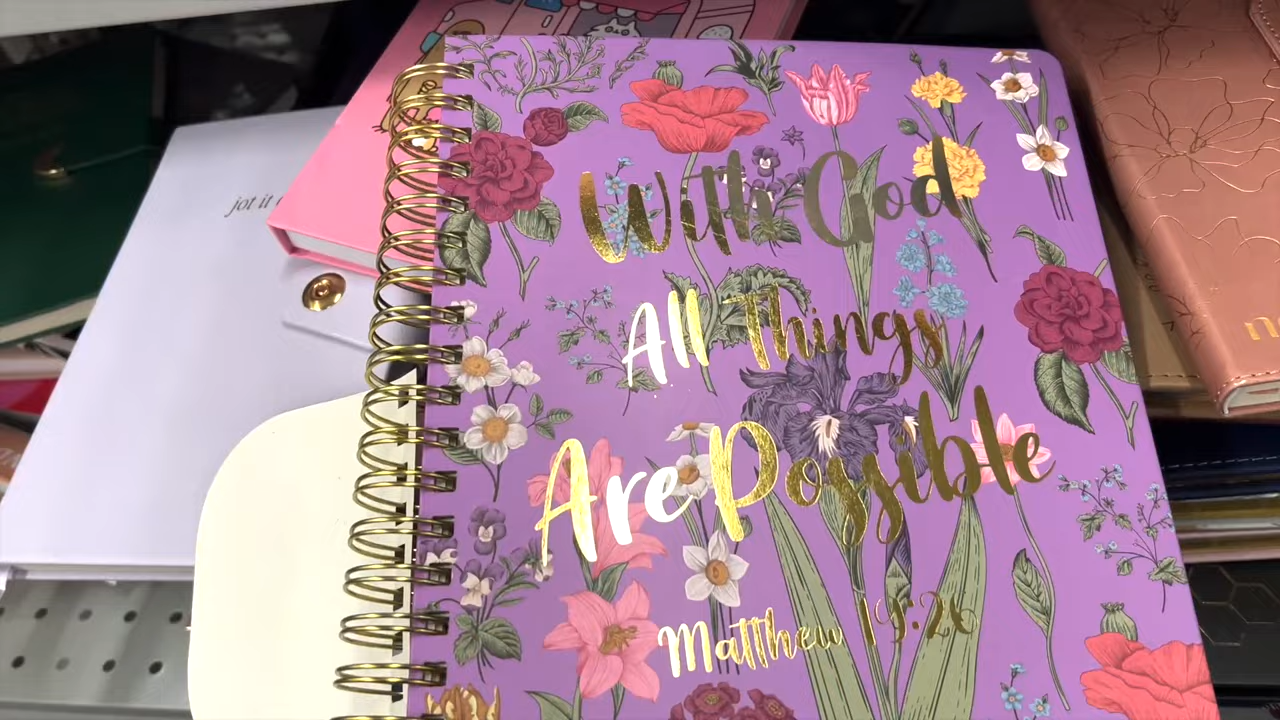 With God
All Things
Are Possible
Matthew 19:26
jot it